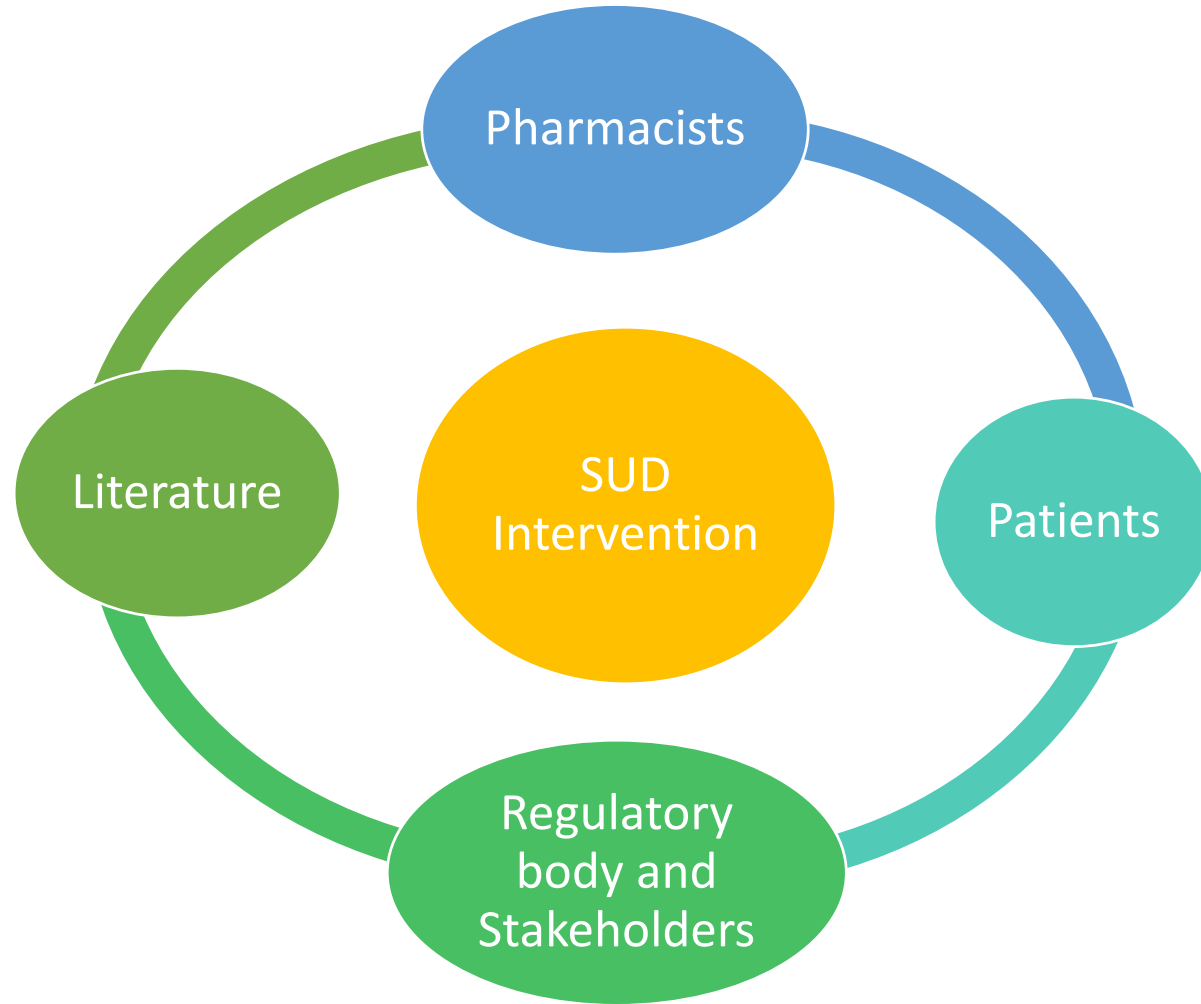 Pharmacists
Literature
SUD
Intervention
Patients
Regulatory
body and
Stakeholders